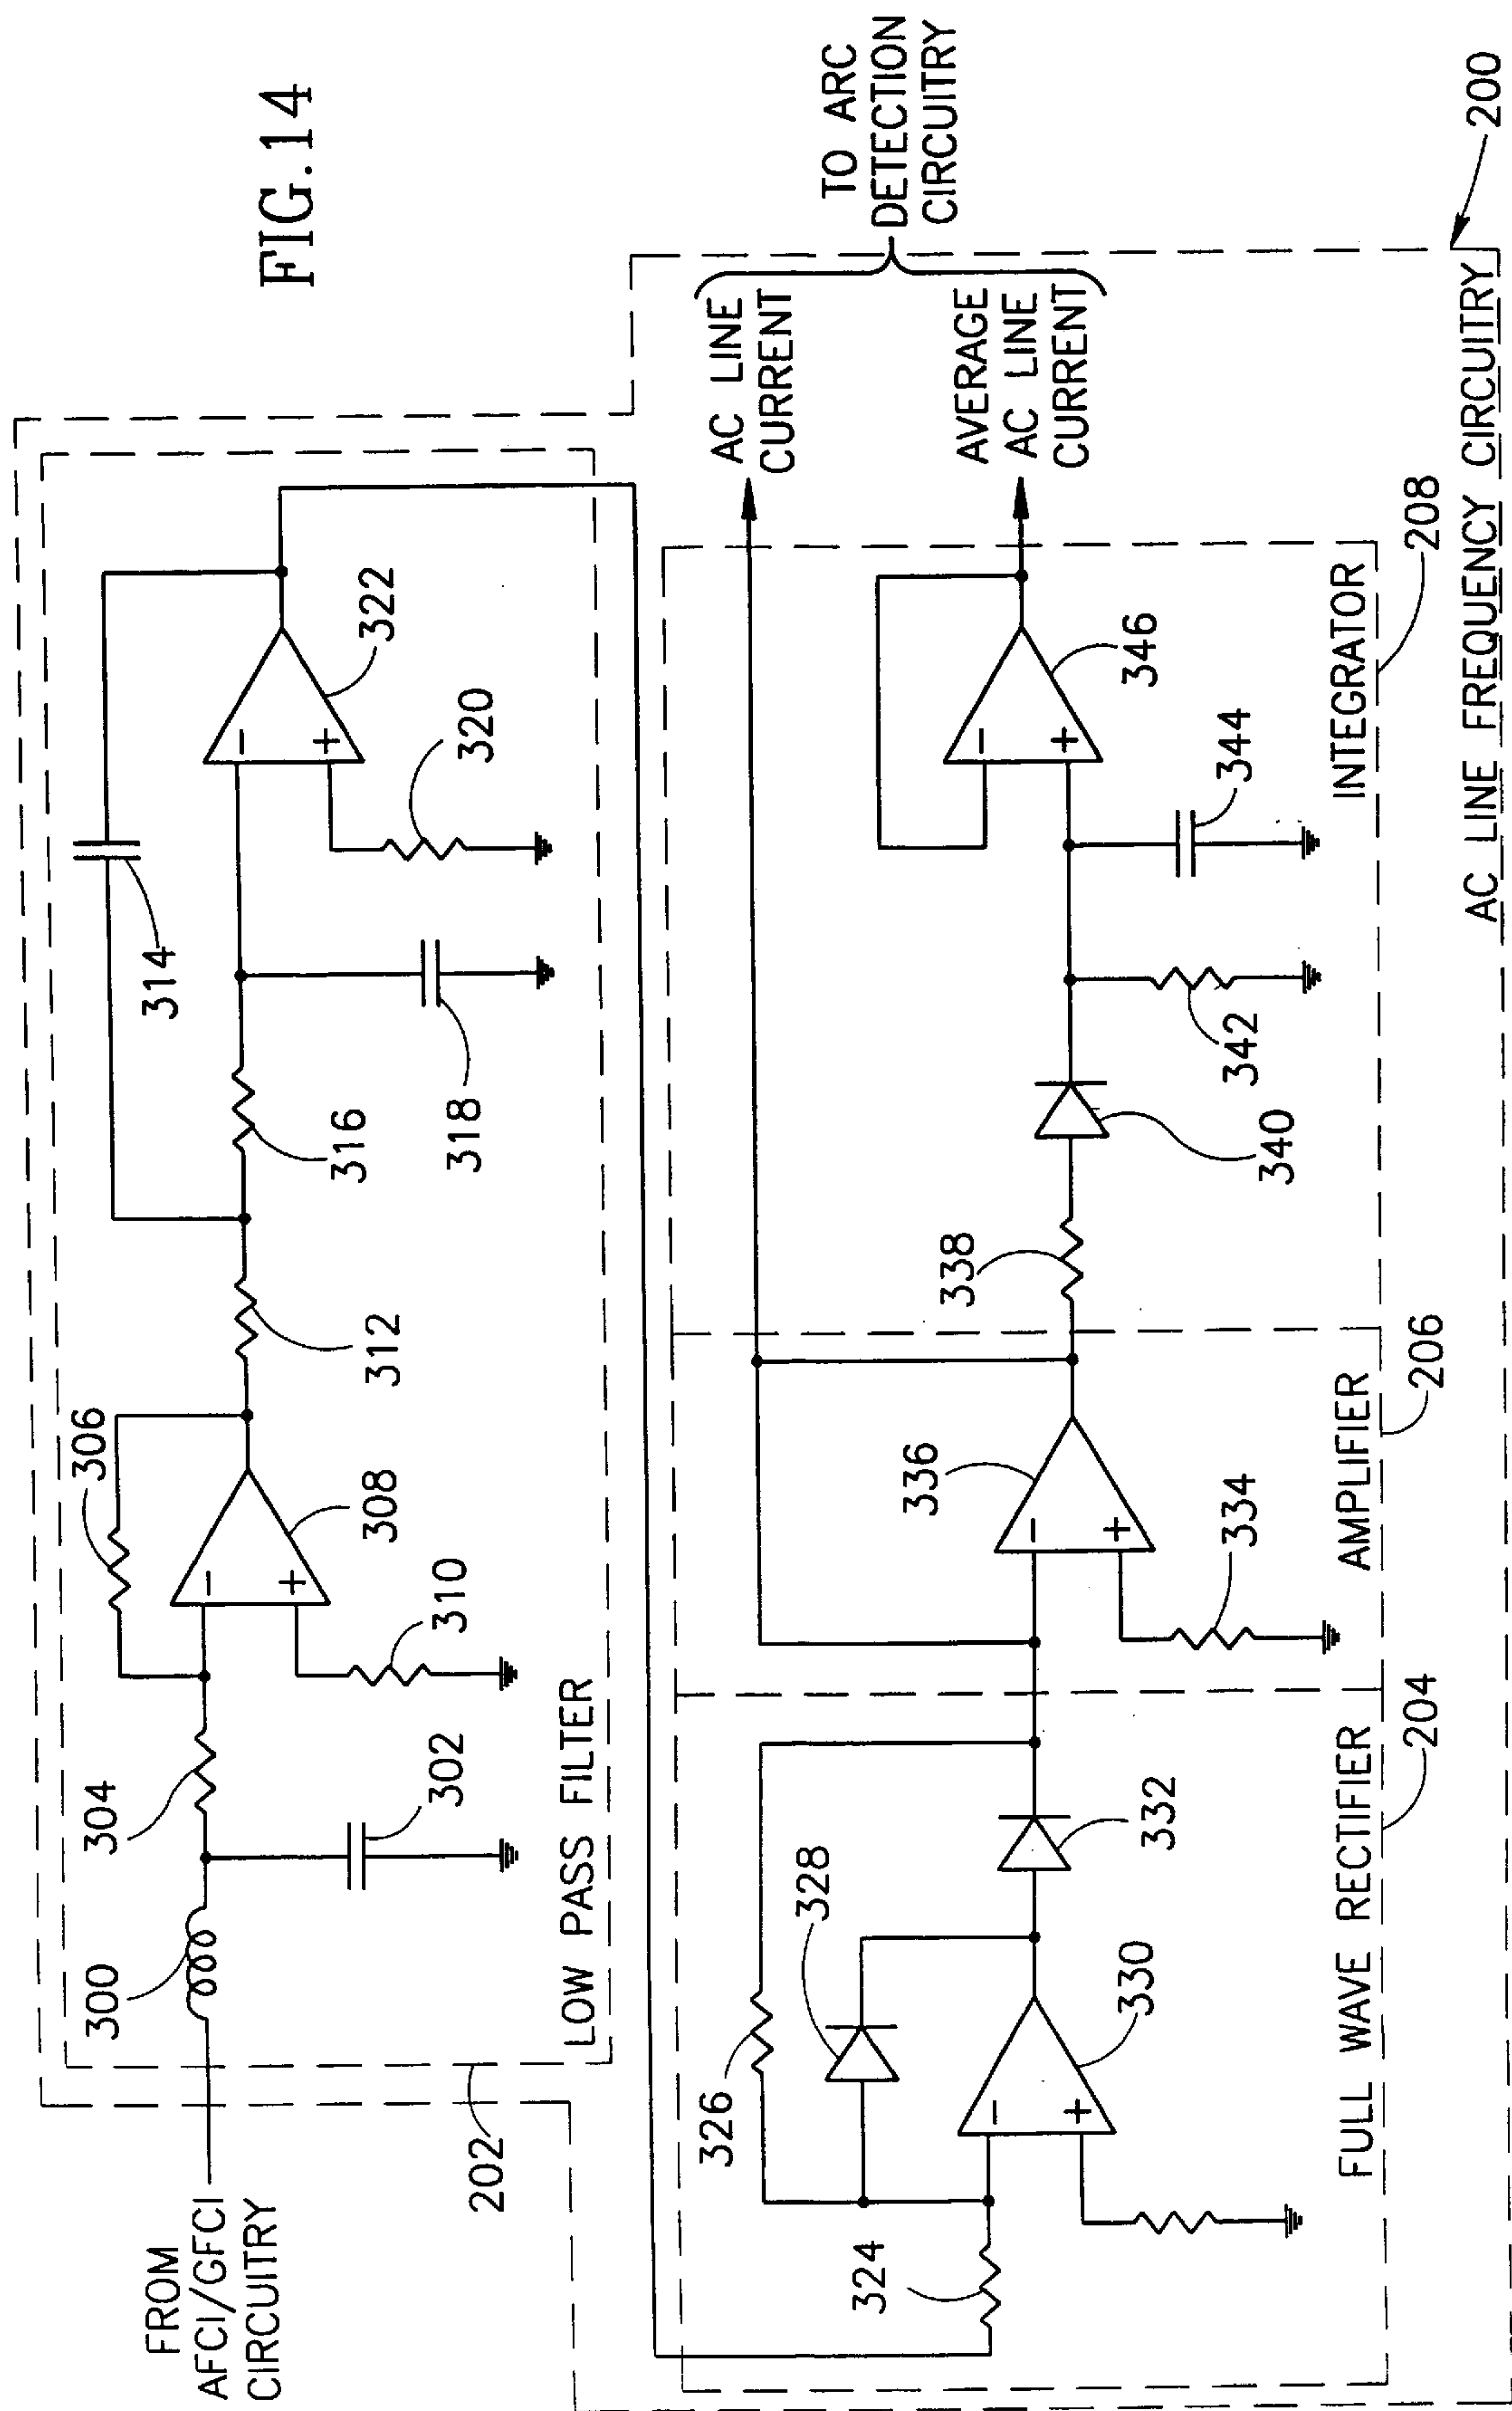 FIG.14
FROM
AFCI/GFCI
CIRCUITRY
202
300
304
302
LOW PASS FILTER
306
308
310
312
314
316
318
320
322
324
326
328
330
332
FULL WAVE RECTIFIER
204
334
336
AMPLIFIER
206
338
340
342
344
346
INTEGRATOR
208
-
+
-
+
-
+
-
+
-
+
AC LINE
CURRENT
AVERAGE
AC LINE
CURRENT
TO ARC
DETECTION
CIRCUITRY
AC LINE FREQUENCY CIRCUITRY
200